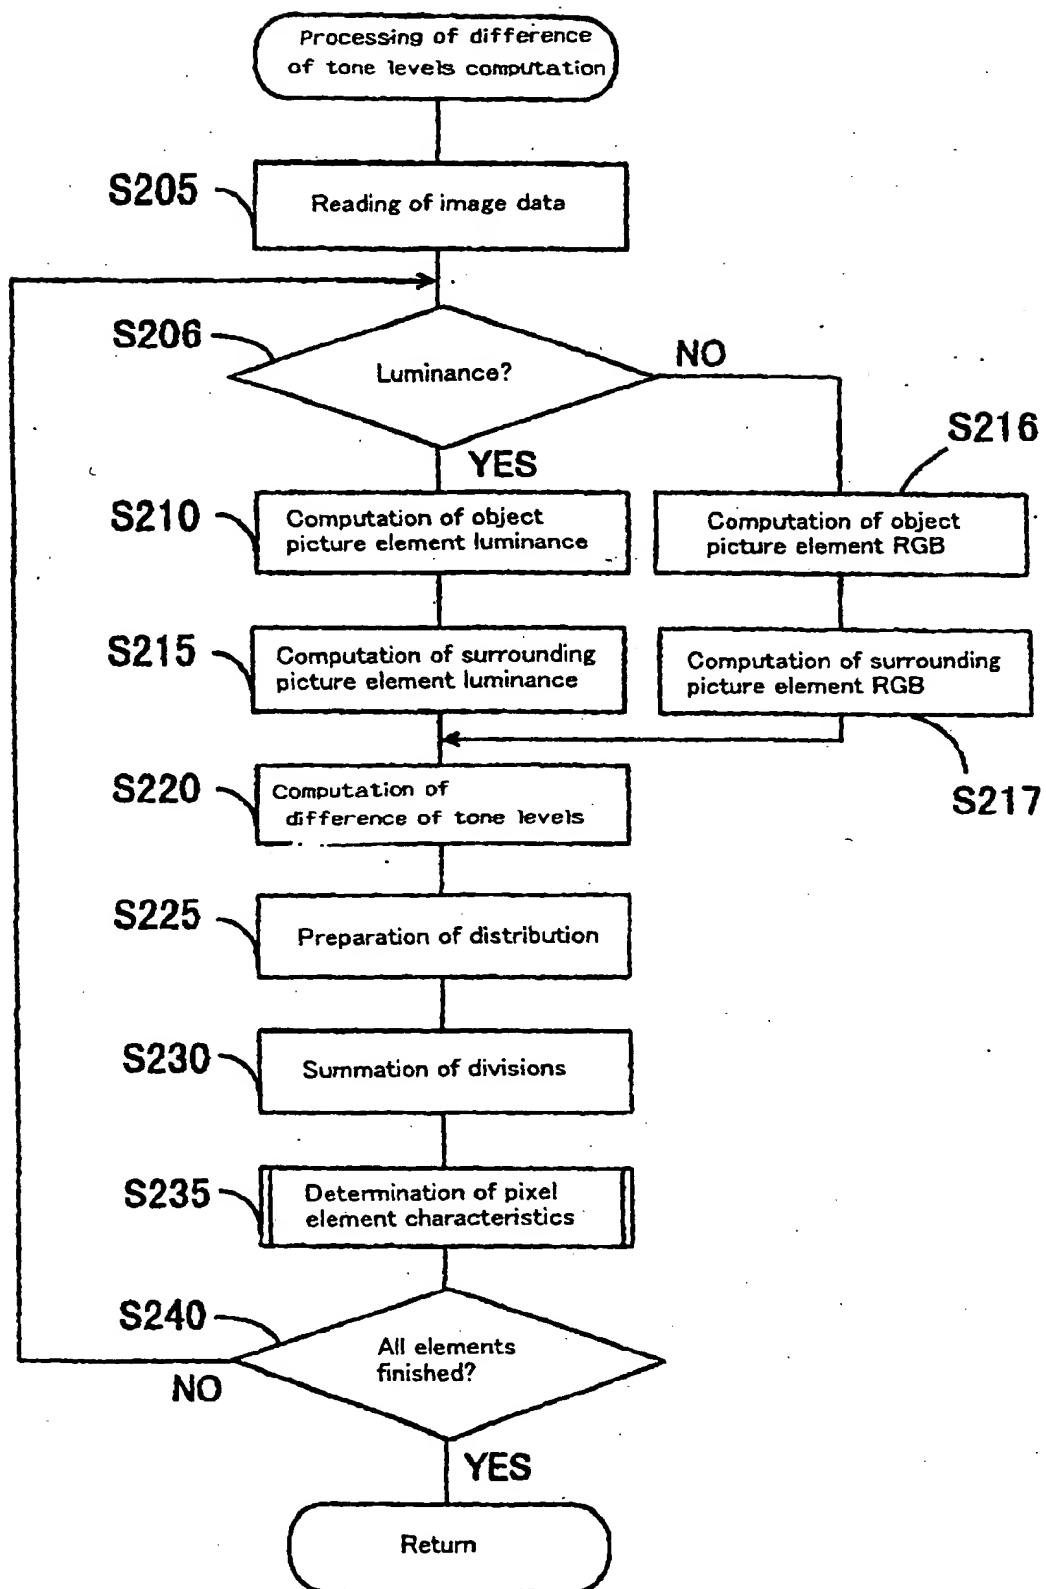 Processing of difference
of tone levels computation
S205
Reading of image data
S206
Luminance?
NO
YES
S216
S210
Computation of object
picture element luminance
Computation of object
picture element RGB
S215
Computation of surrounding
picture element luminance
Computation of surrounding
picture element RGB
S217
S220
Computation of
difference of tone levels
S225
Preparation of distribution
S230
Summation of divisions
S235
Determination of pixel
element characteristics
S240
All elements
finished?
NO
YES
Return